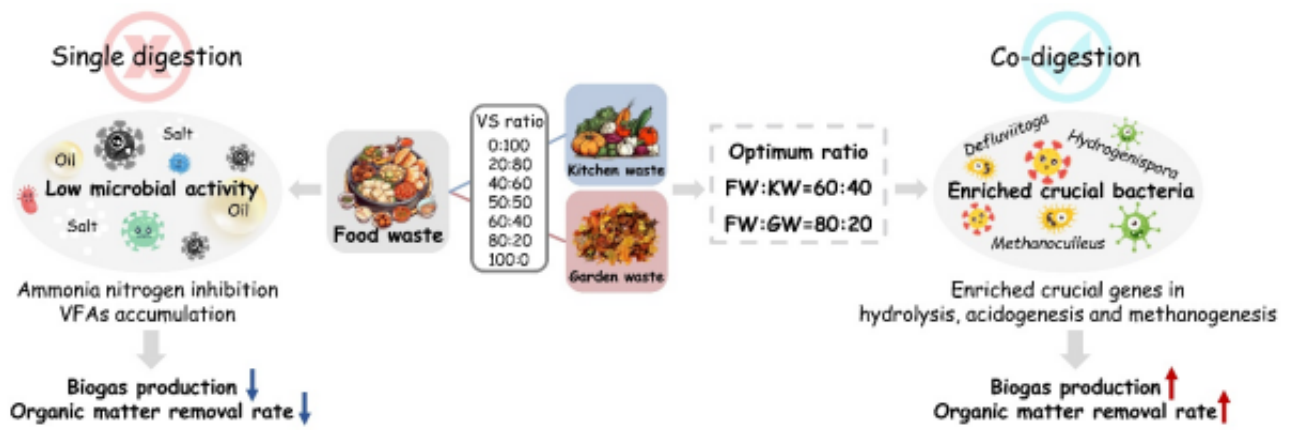 Single digestion
Oil
Salt
Low microbial activity
Oil
Salt
Ammonia nitrogen inhibition
VFAs accumulation
Biogas production
Organic matter removal rate
Food waste
VS ratio
0:100
20:80
40:60
50:50
60:40
80:20
100:0
Kitchen waste
Garden waste
Optimum ratio
FW:KW=60:40
FW:GW=80:20
Co-digestion
Defluviitoga
Hydrogenispora
Enriched crucial bacteria
Methanoculleus
Enriched crucial genes in
hydrolysis, acidogenesis and methanogenesis
Biogas production
Organic matter removal rate